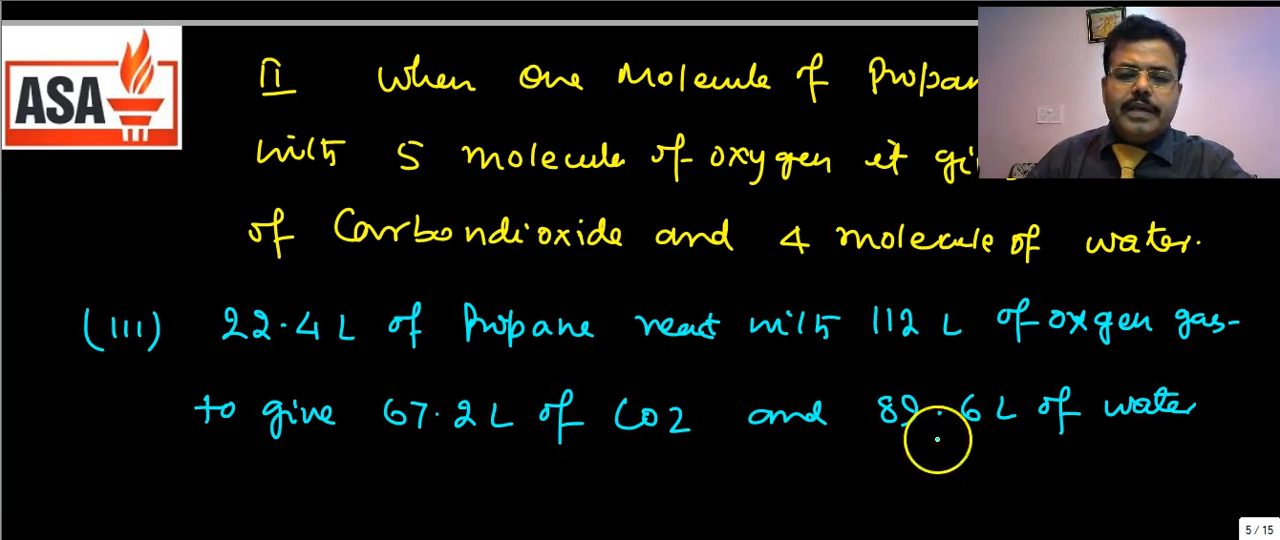 ASA
II When One Molecule of Propan
with 5 molecule of oxygen it gi
of Carbondioxide and 4 molecule of water.
(III) 22.4 L of Propane react with 112 L of oxgen gas-
to give 67.2 L of CO2 and 89.6 L of water
5 / 15